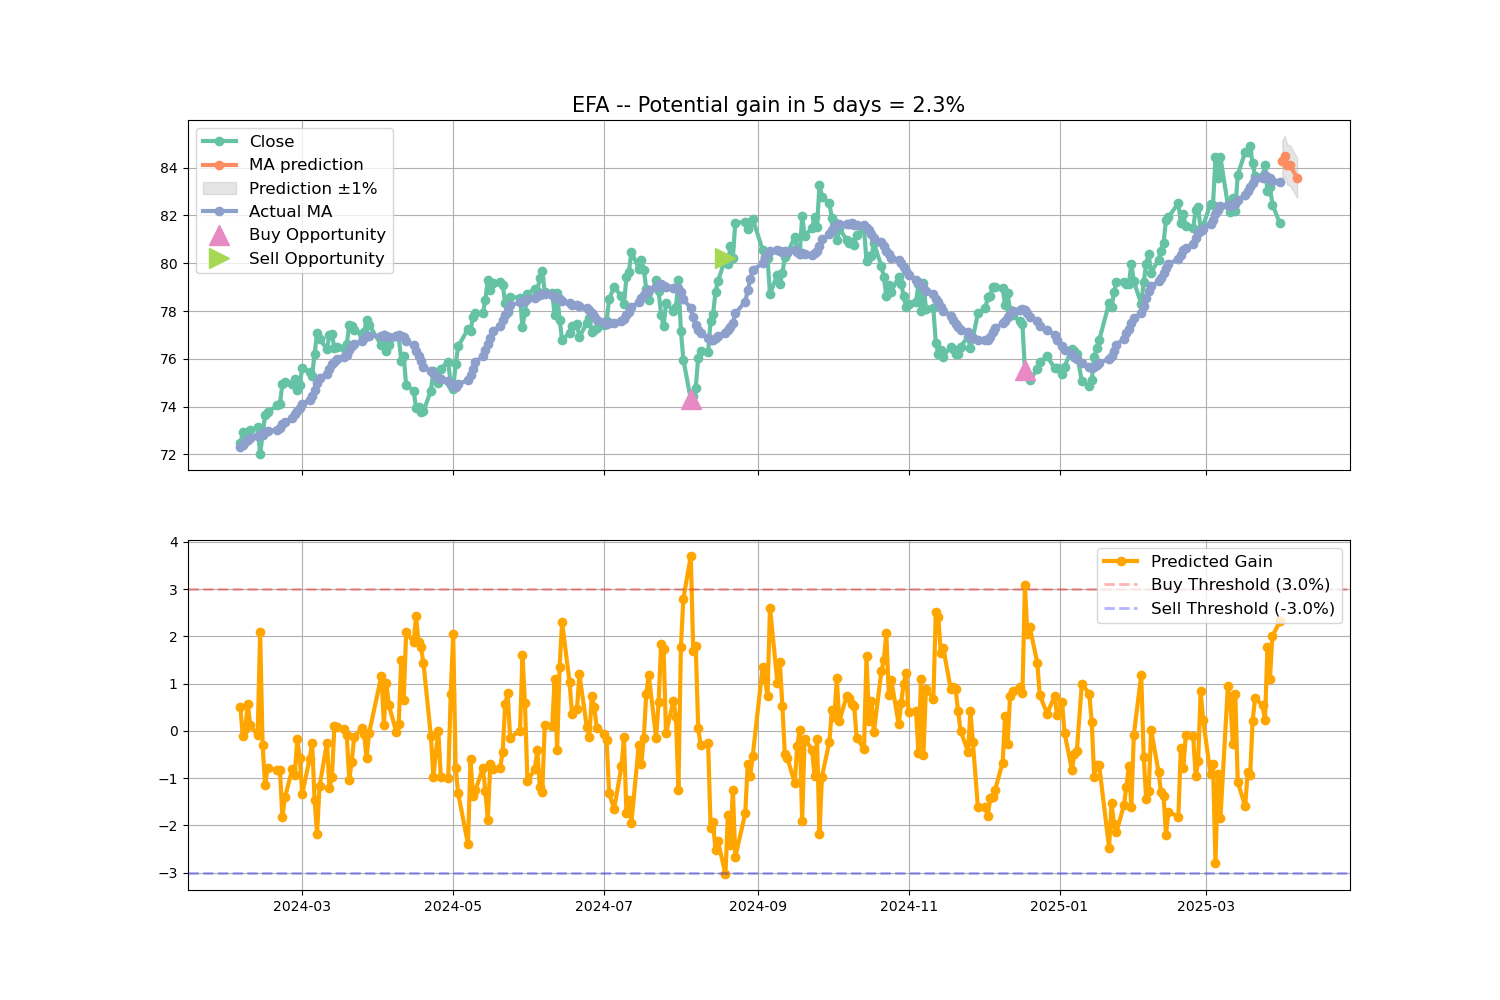 EFA -- Potential gain in 5 days = 2.3%
Close
MA prediction
Prediction ±1%
Actual MA
Buy Opportunity
Sell Opportunity
84
82
80
78
76
74
72
Predicted Gain
Buy Threshold (3.0%)
Sell Threshold (-3.0%)
4
3
2
1
0
−1
−2
−3
2024-03 2024-05 2024-07 2024-09 2024-11 2025-01 2025-03